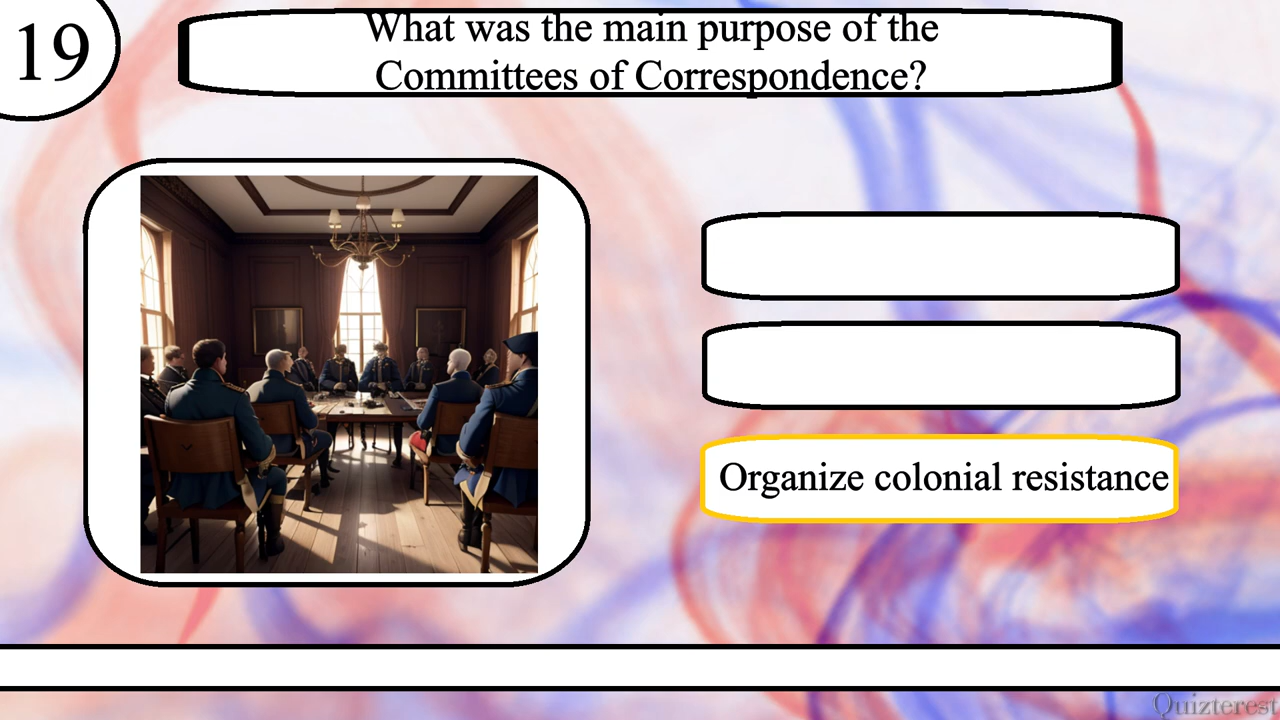 19
What was the main purpose of the
Committees of Correspondence?
Organize colonial resistance
Quizterest